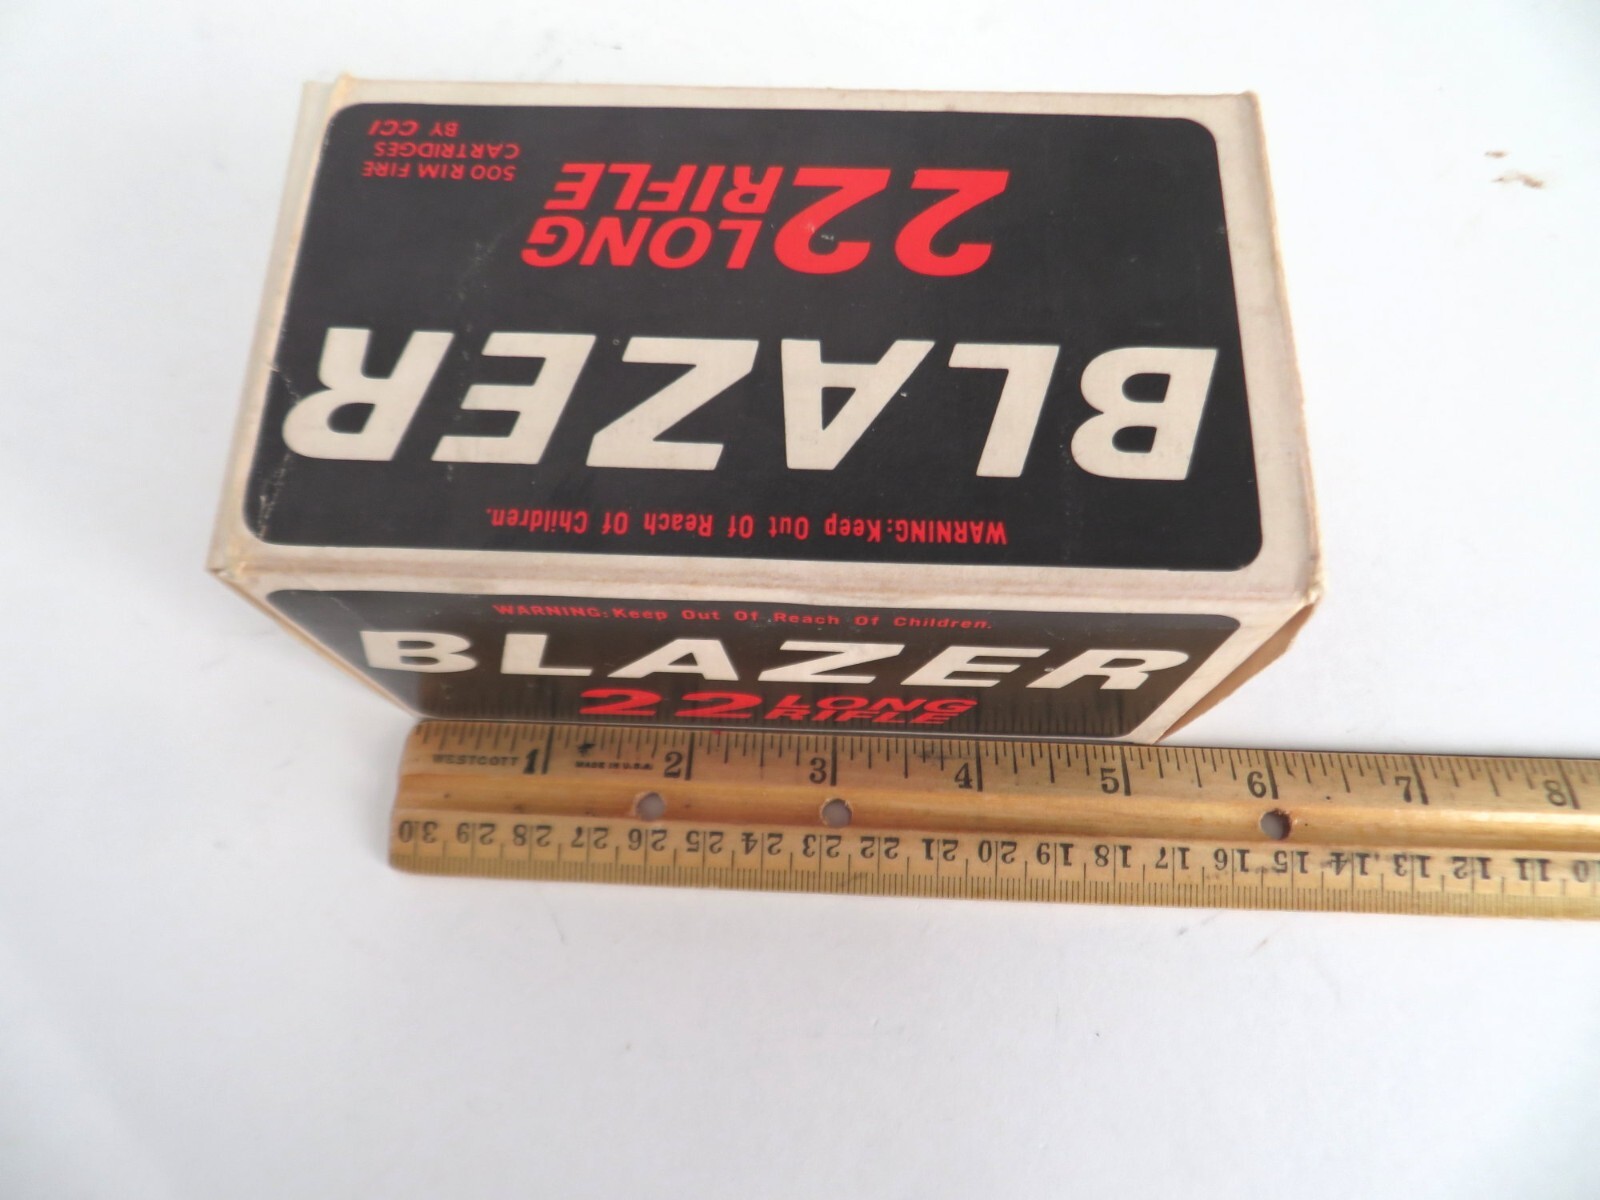 500 RIM FIRE
CARTRIDGES
BY CCI
22 LONG
RIFLE
BLAZER
WARNING: Keep Out Of Reach Of Children.
WARNING: Keep Out Of Reach Of Children.
BLAZER
22 LONG
RIFLE
WESTCOTT 1 MADE IN U.S.A. 2 3 4 5 6 7 8
30 29 28 27 26 25 24 23 22 21 20 19 18 17 16 15 14 13 12 11 10